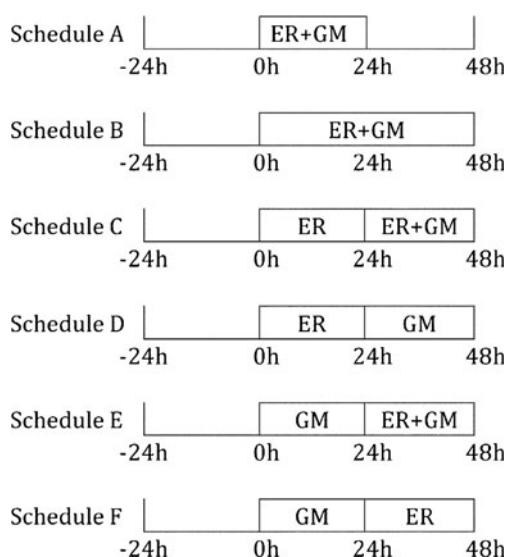 Schedule A ER+GM
-24h 0h 24h 48h
Schedule B ER+GM
-24h 0h 24h 48h
Schedule C ER ER+GM
-24h 0h 24h 48h
Schedule D ER GM
-24h 0h 24h 48h
Schedule E GM ER+GM
-24h 0h 24h 48h
Schedule F GM ER
-24h 0h 24h 48h